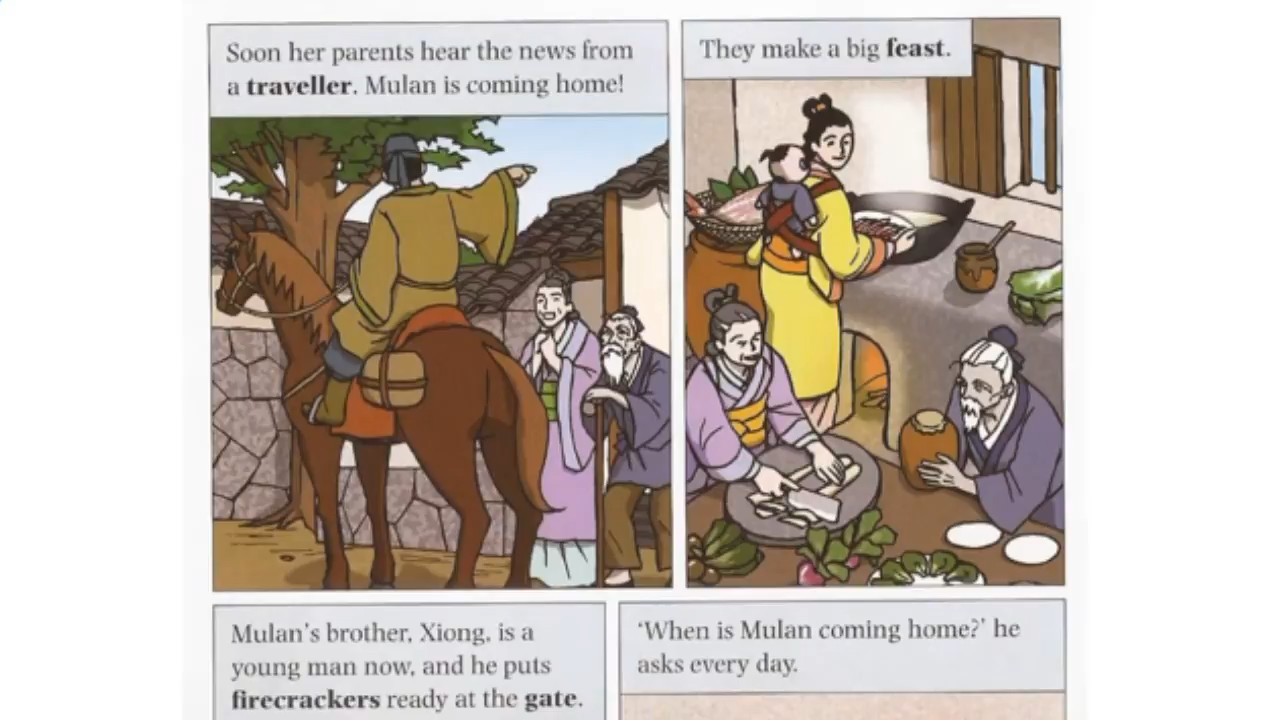 Soon her parents hear the news from
a traveller. Mulan is coming home!
They make a big feast.
Mulan's brother, Xiong, is a
young man now, and he puts
firecrackers ready at the gate.
'When is Mulan coming home?' he
asks every day.